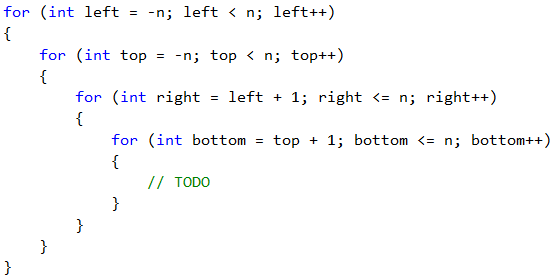 for (int left = -n; left < n; left++)
{
    for (int top = -n; top < n; top++)
    {
        for (int right = left + 1; right <= n; right++)
        {
            for (int bottom = top + 1; bottom <= n; bottom++)
            {
                // TODO
            }
        }
    }
}